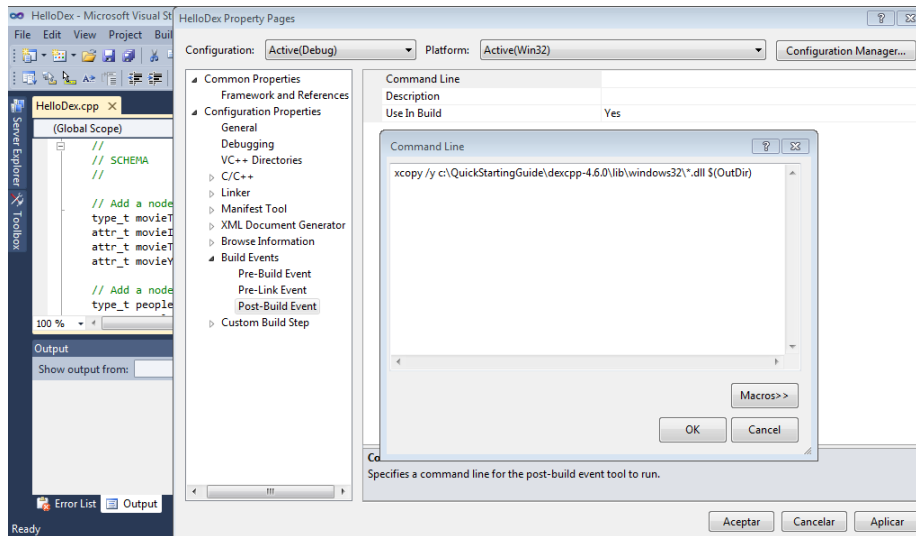 HelloDex - Microsoft Visual St
File Edit View Project Buil
HelloDex.cpp
(Global Scope)
//
// SCHEMA
//
// Add a node
type_t movieT
attr_t movieI
attr_t movieT
attr_t movieY
// Add a node
type_t people
100 %
Output
Show output from:
Error List Output
Ready
Server Explorer
Toolbox
HelloDex Property Pages
Configuration: Active(Debug) Platform: Active(Win32) Configuration Manager...
Common Properties
Framework and References
Configuration Properties
General
Debugging
VC++ Directories
C/C++
Linker
Manifest Tool
XML Document Generator
Browse Information
Build Events
Pre-Build Event
Pre-Link Event
Post-Build Event
Custom Build Step
Command Line
Description
Use In Build Yes
Command Line
xcopy /y c:\QuickStartingGuide\dexcpp-4.6.0\lib\windows32\*.dll $(OutDir)
Macros>>
OK Cancel
Co
Specifies a command line for the post-build event tool to run.
Aceptar Cancelar Aplicar